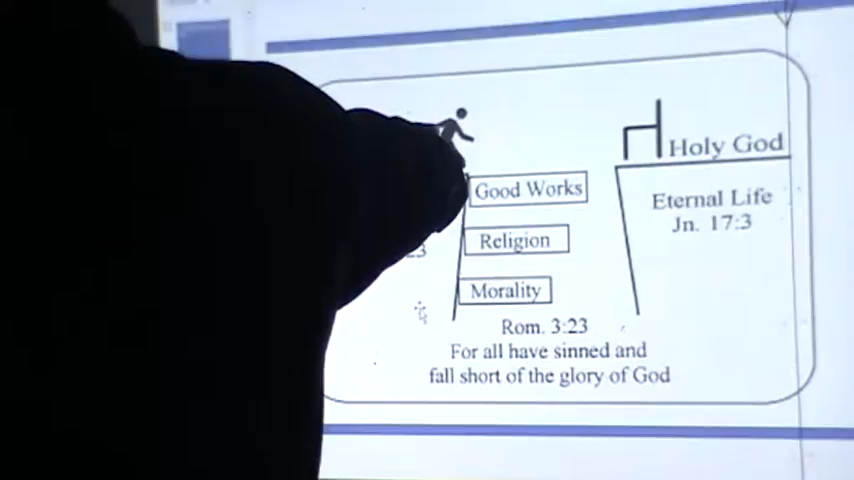 Holy God
Good Works
Eternal Life
Jn. 17:3
Religion
23
Morality
Rom. 3:23
For all have sinned and
fall short of the glory of God